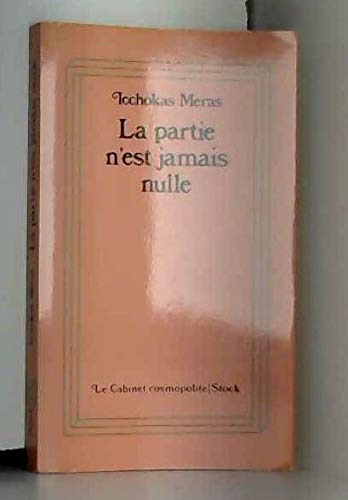 Icchokas Meras
La partie
n'est jamais
nulle
Le Cabinet cosmopolite/Stock